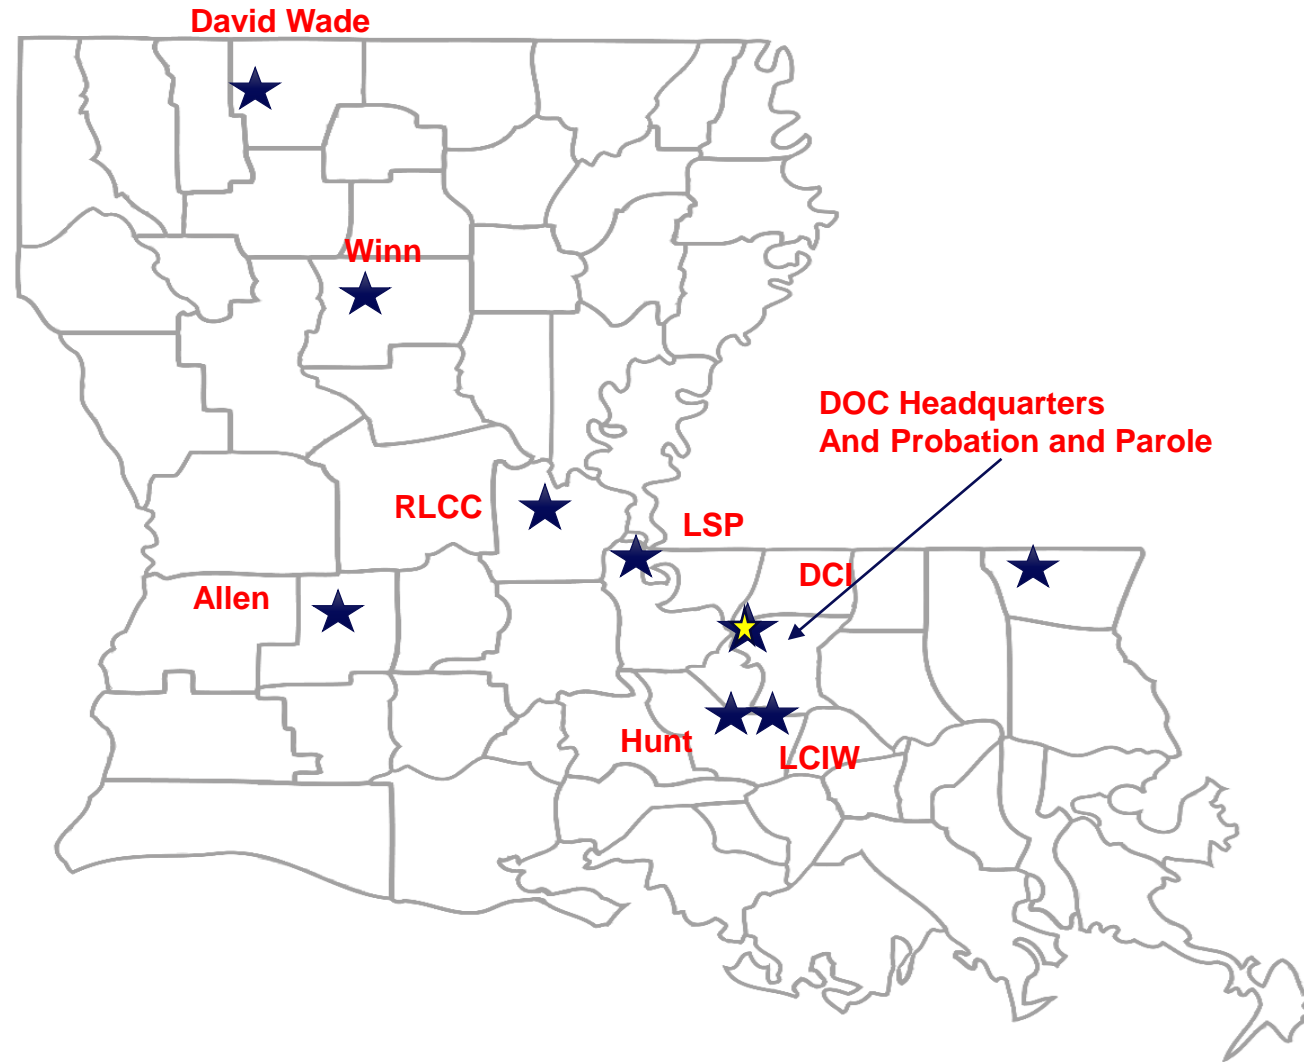 David Wade
Winn
DOC Headquarters
And Probation and Parole
RLCC
LSP
DCI
Allen
Hunt
LCIW